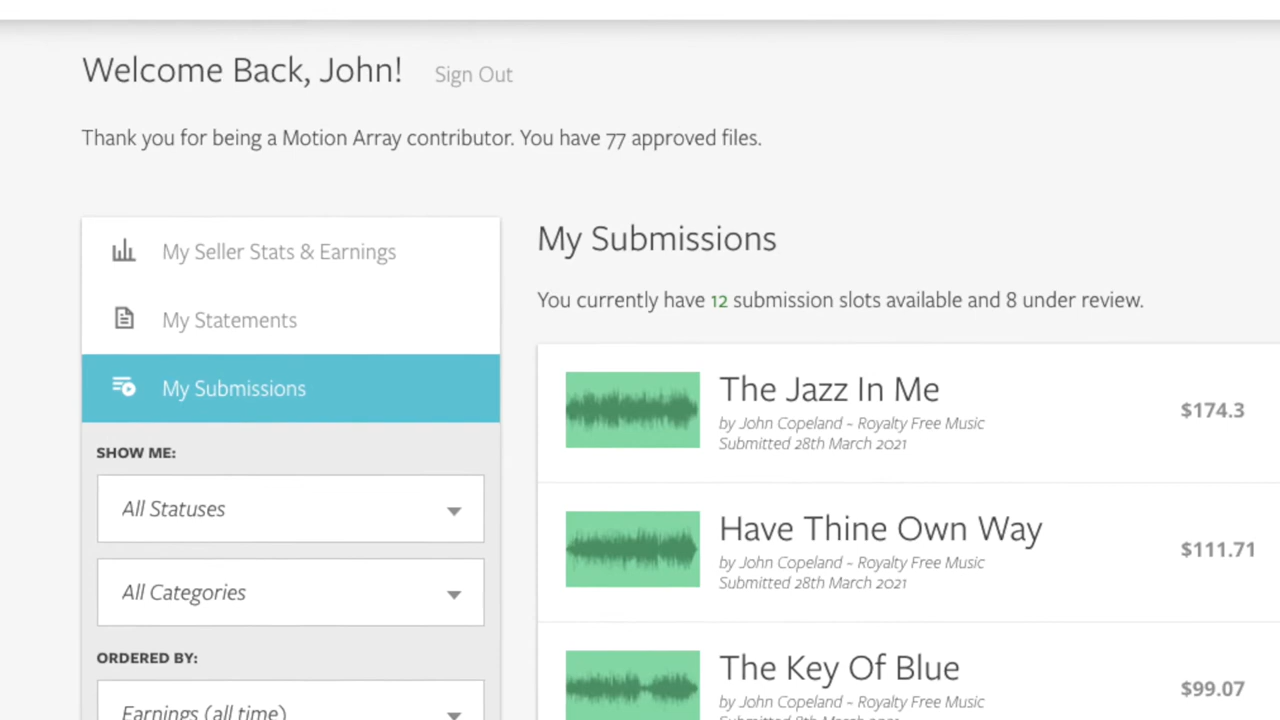 Welcome Back, John! Sign Out
Thank you for being a Motion Array contributor. You have 77 approved files.
My Seller Stats & Earnings
My Statements
My Submissions
SHOW ME:
All Statuses
All Categories
ORDERED BY:
Earnings (all time)
My Submissions
You currently have 12 submission slots available and 8 under review.
The Jazz In Me
by John Copeland ~ Royalty Free Music
Submitted 28th March 2021
$174.3
Have Thine Own Way
by John Copeland ~ Royalty Free Music
Submitted 28th March 2021
$111.71
The Key Of Blue
by John Copeland ~ Royalty Free Music
$99.07